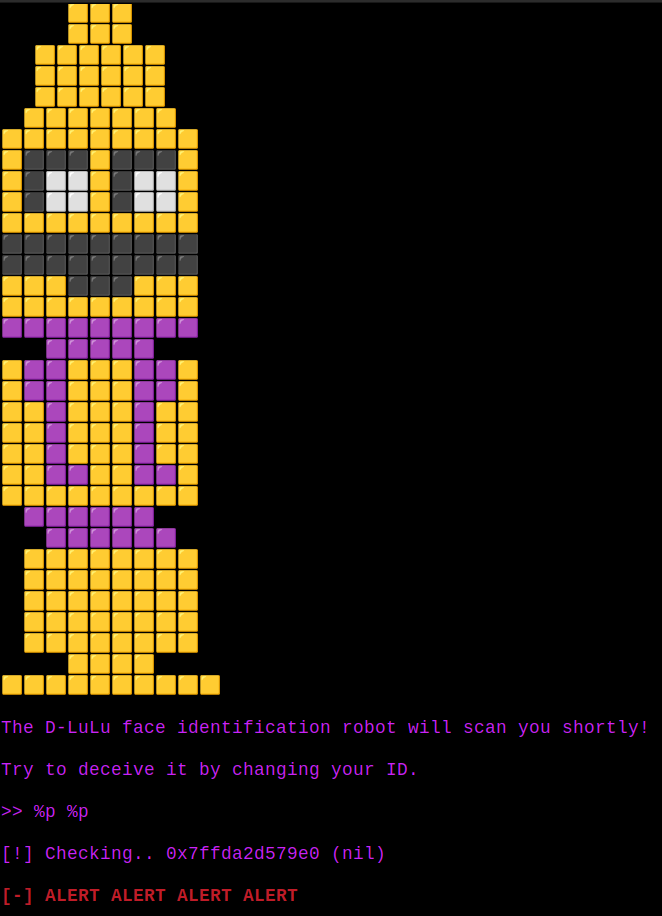 The D-LuLu face identification robot will scan you shortly!
Try to deceive it by changing your ID.
>> %p %p
[!] Checking.. 0x7ffda2d579e0 (nil)
[-] ALERT ALERT ALERT ALERT